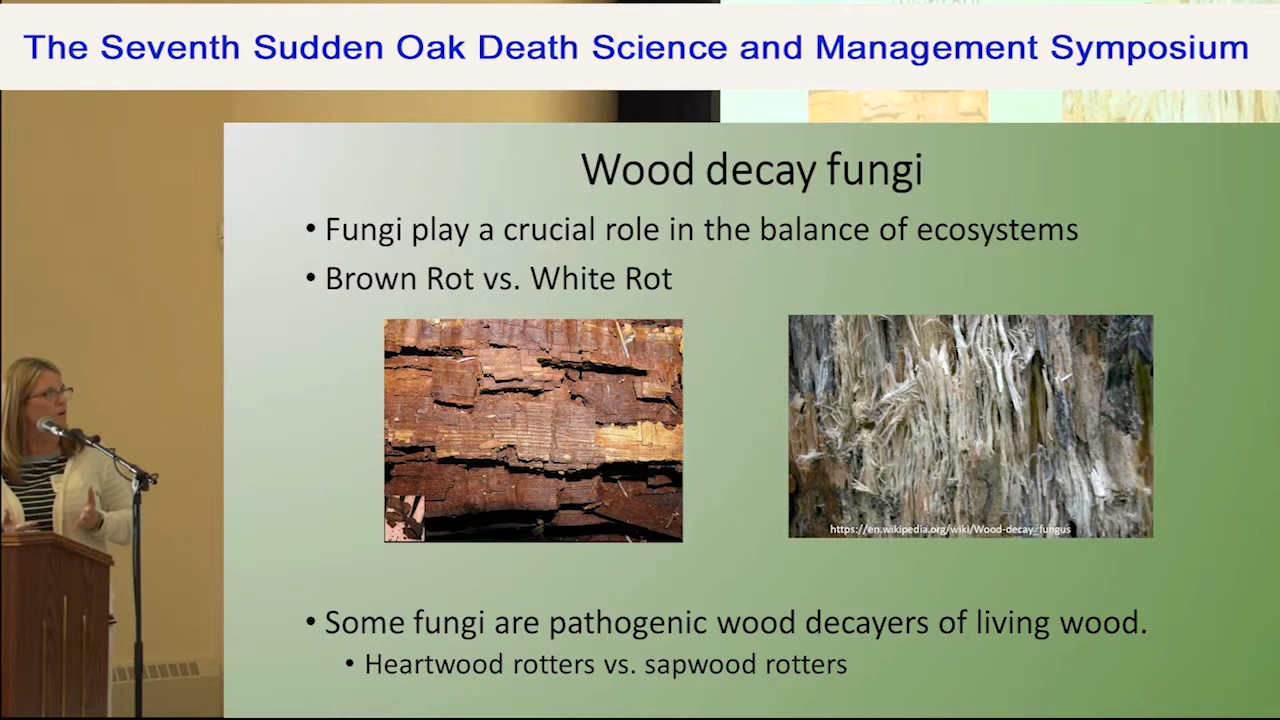 The Seventh Sudden Oak Death Science and Management Symposium
Wood decay fungi
• Fungi play a crucial role in the balance of ecosystems
• Brown Rot vs. White Rot
https://en.wikipedia.org/wiki/Wood-decay_fungus
• Some fungi are pathogenic wood decayers of living wood.
• Heartwood rotters vs. sapwood rotters